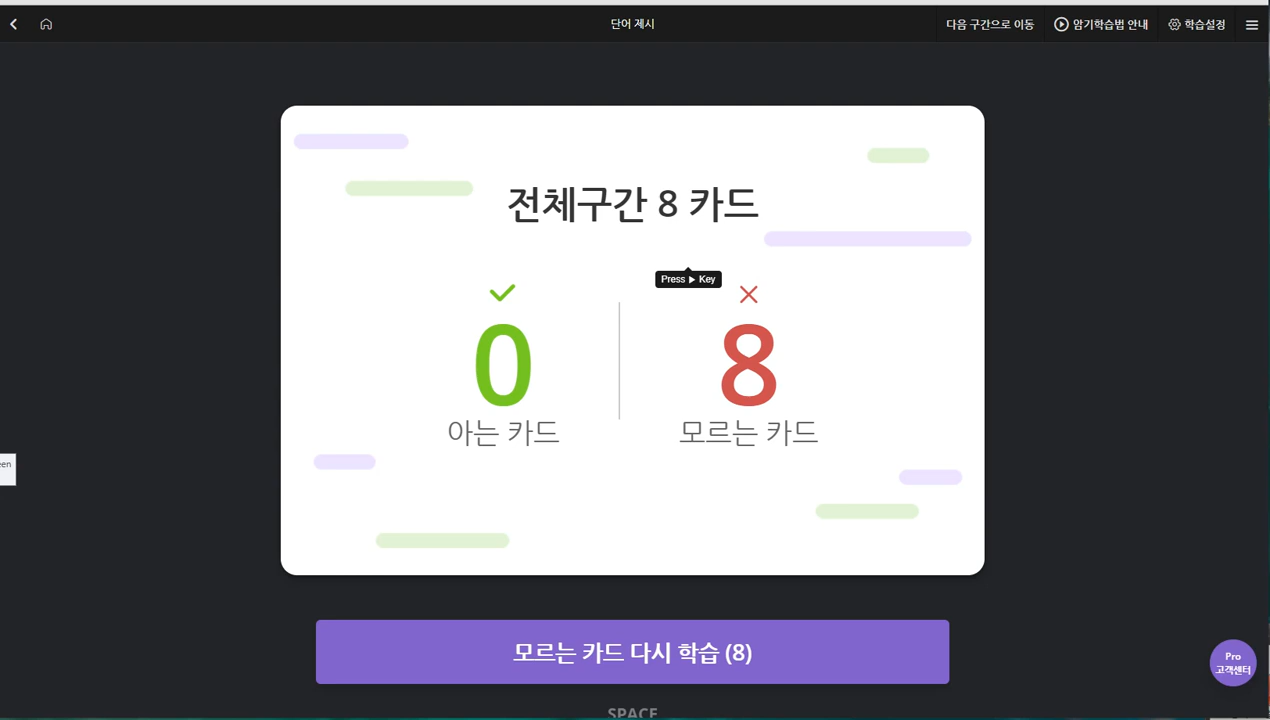 단어 제시
다음 구간으로 이동
암기학습법 안내
학습설정
전체구간 8 카드
Press ▶ Key
0
8
아는 카드
모르는 카드
een
모르는 카드 다시 학습 (8)
Pro
고객센터
SPACE